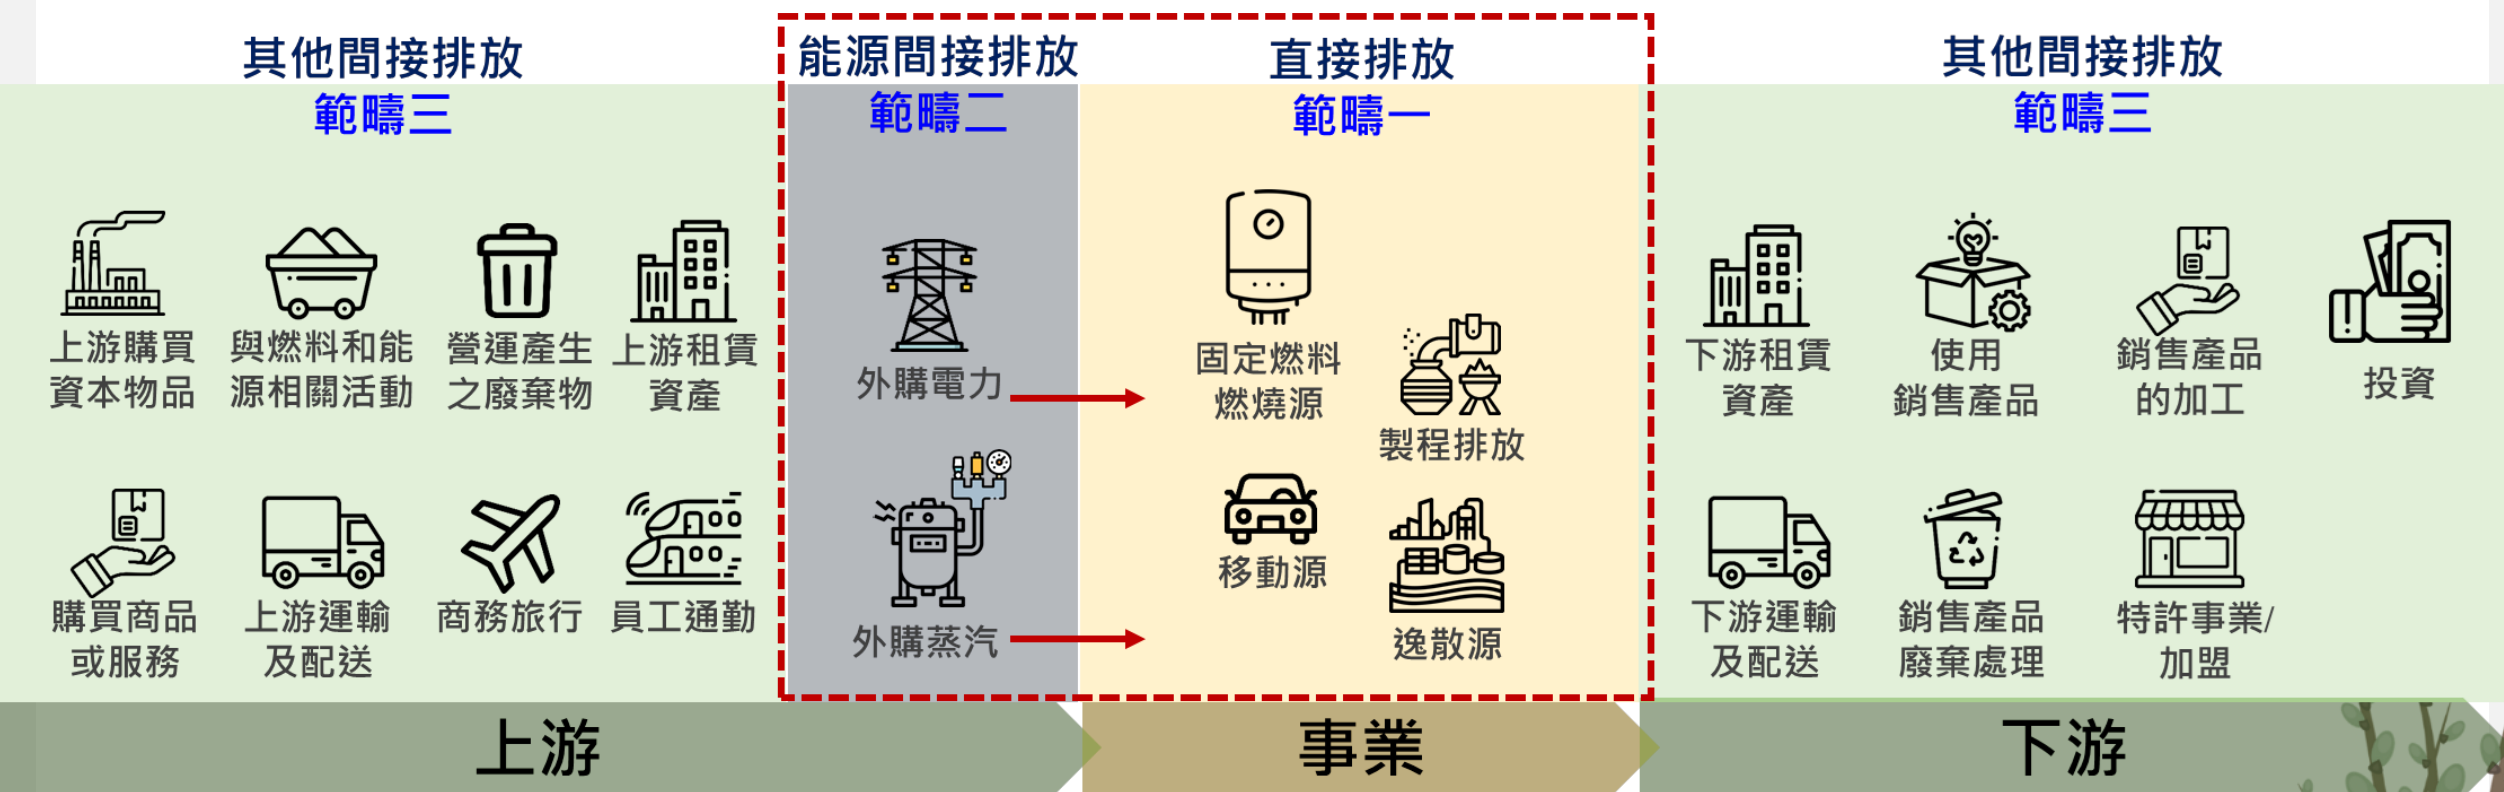 其他間接排放
範疇三
上游購買
資本物品
與燃料和能
源相關活動
營運產生
之廢棄物
上游租賃
資產
購買商品
或服務
上游運輸
及配送
商務旅行
員工通勤
能源間接排放
範疇二
外購電力
外購蒸汽
直接排放
範疇一
固定燃料
燃燒源
製程排放
移動源
逸散源
其他間接排放
範疇三
下游租賃
資產
使用
銷售產品
銷售產品
的加工
投資
下游運輸
及配送
銷售產品
廢棄處理
特許事業/
加盟
上游
事業
下游